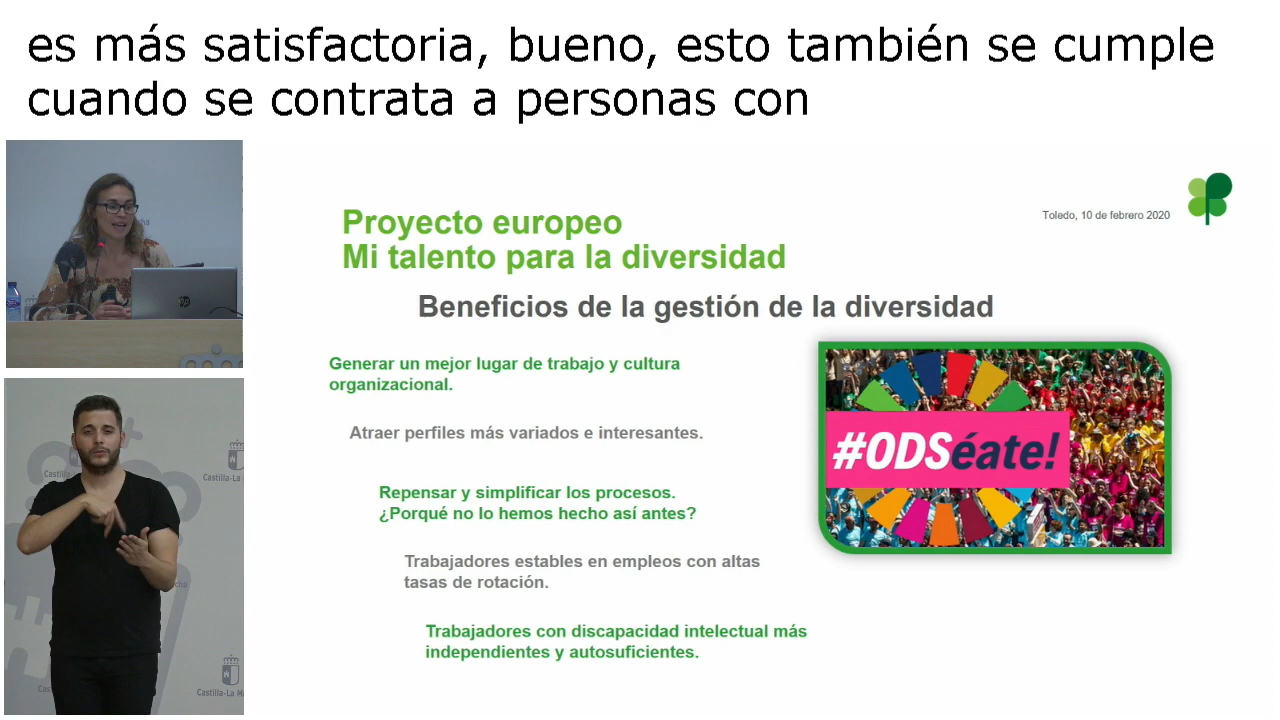 es más satisfactoria, bueno, esto también se cumple
cuando se contrata a personas con
Toledo, 10 de febrero 2020
Proyecto europeo
Mi talento para la diversidad
Beneficios de la gestión de la diversidad
Generar un mejor lugar de trabajo y cultura
organizacional.
Atraer perfiles más variados e interesantes.
Repensar y simplificar los procesos.
¿Porqué no lo hemos hecho así antes?
Trabajadores estables en empleos con altas
tasas de rotación.
Trabajadores con discapacidad intelectual más
independientes y autosuficientes.
#ODSéate!
hp
Castilla-La M